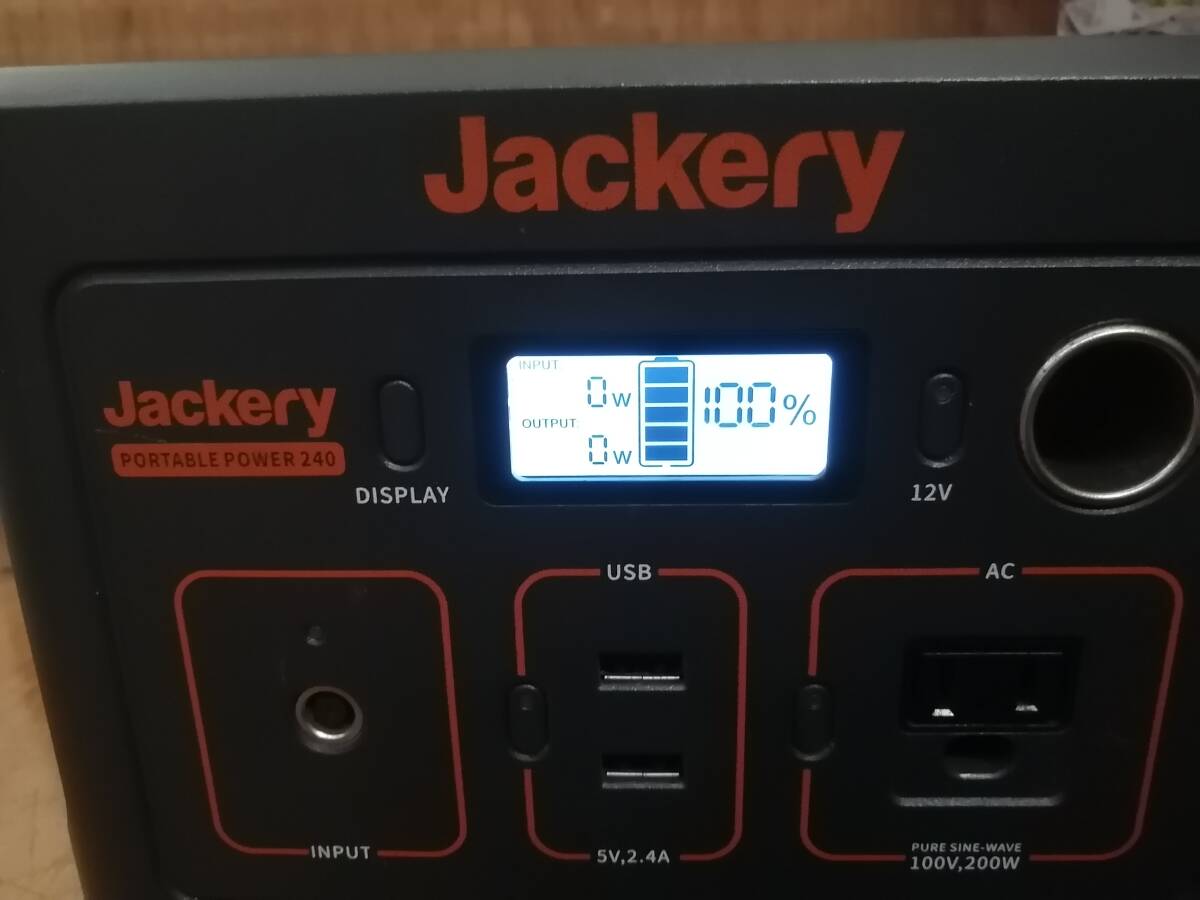 Jackery
Jackery
PORTABLE POWER 240
DISPLAY
INPUT:
0w
OUTPUT:
0w
100%
12V
INPUT
USB
5V,2.4A
AC
PURE SINE-WAVE
100V,200W